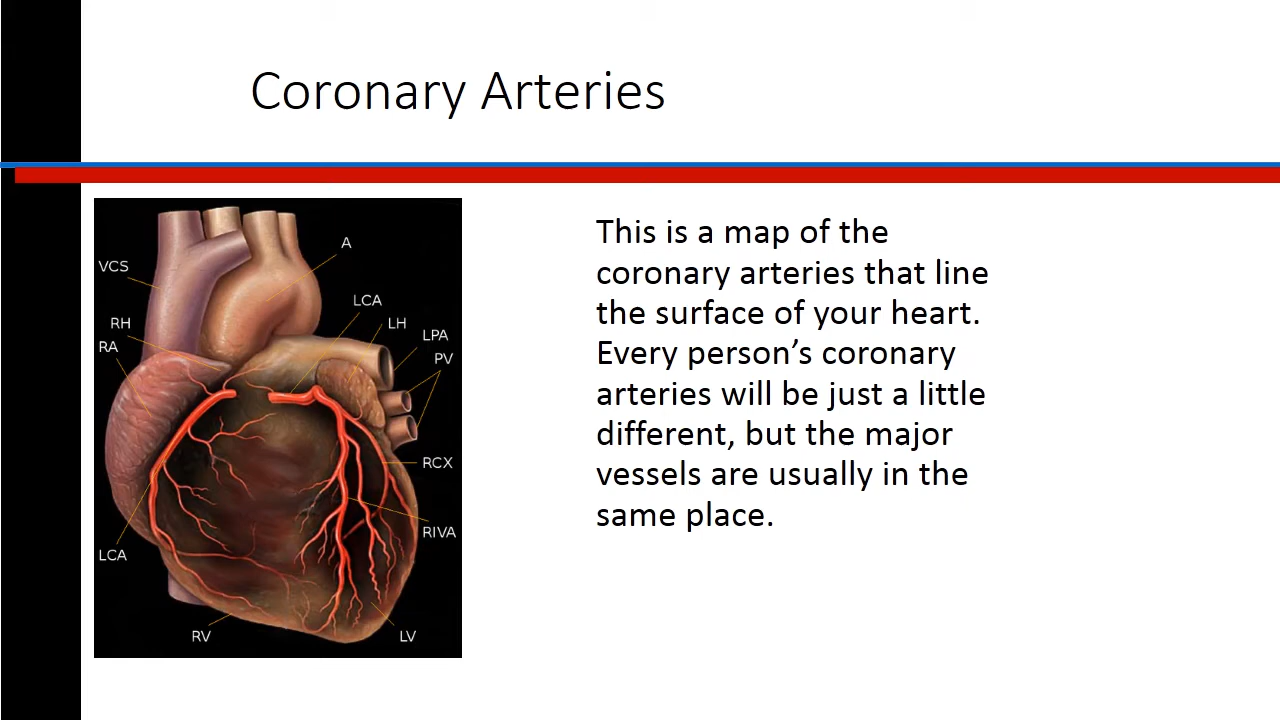 Coronary Arteries
A
VCS
LCA
RH
LH
LPA
RA
PV
RCX
RIVA
LCA
RV
LV
This is a map of the
coronary arteries that line
the surface of your heart.
Every person’s coronary
arteries will be just a little
different, but the major
vessels are usually in the
same place.